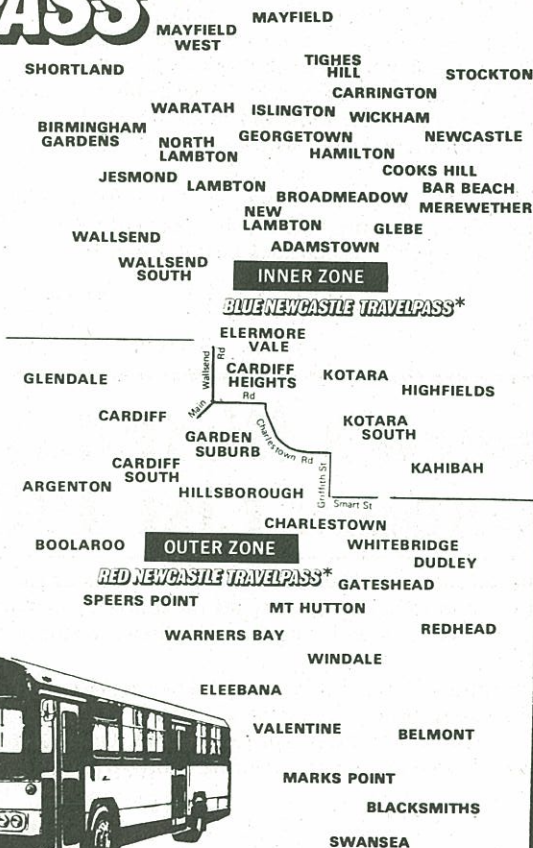 PASS
MAYFIELD
MAYFIELD
WEST
SHORTLAND
TIGHES
HILL
STOCKTON
CARRINGTON
WARATAH
ISLINGTON
WICKHAM
BIRMINGHAM
GARDENS
NORTH
LAMBTON
GEORGETOWN
NEWCASTLE
HAMILTON
COOKS HILL
JESMOND
LAMBTON
BAR BEACH
BROADMEADOW
MEREWETHER
NEW
LAMBTON
GLEBE
WALLSEND
ADAMSTOWN
WALLSEND
SOUTH
INNER ZONE
BLUE NEWCASTLE TRAVELPASS*
ELERMORE
VALE
Wallsend
Rd
CARDIFF
HEIGHTS
GLENDALE
KOTARA
HIGHFIELDS
Main
Rd
CARDIFF
KOTARA
SOUTH
Charlestown Rd
GARDEN
SUBURB
CARDIFF
SOUTH
KAHIBAH
ARGENTON
HILLSBOROUGH
Griffith St
Smart St
CHARLESTOWN
BOOLAROO
OUTER ZONE
WHITEBRIDGE
DUDLEY
RED NEWCASTLE TRAVELPASS*
GATESHEAD
SPEERS POINT
MT HUTTON
WARNERS BAY
REDHEAD
WINDALE
ELEEBANA
VALENTINE
BELMONT
MARKS POINT
BLACKSMITHS
SWANSEA